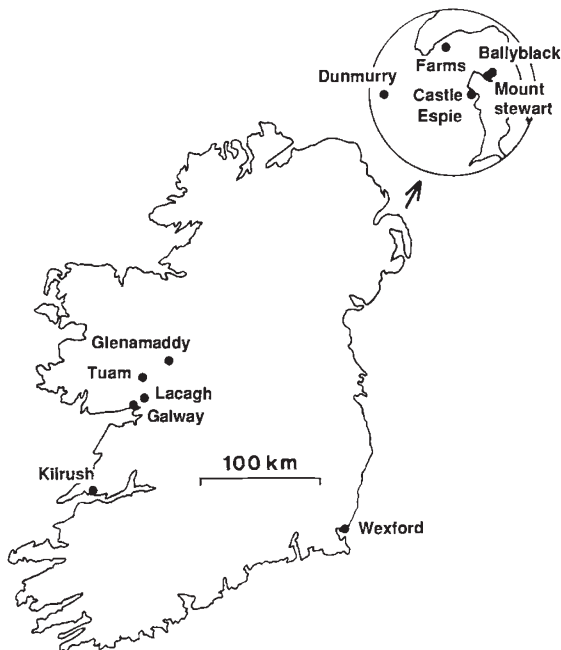 Ballyblack
Farms
Dunmurry
Castle
Espie
Mount
stewart
Glenamaddy
Tuam
Lacagh
Galway
100 km
Kilrush
Wexford